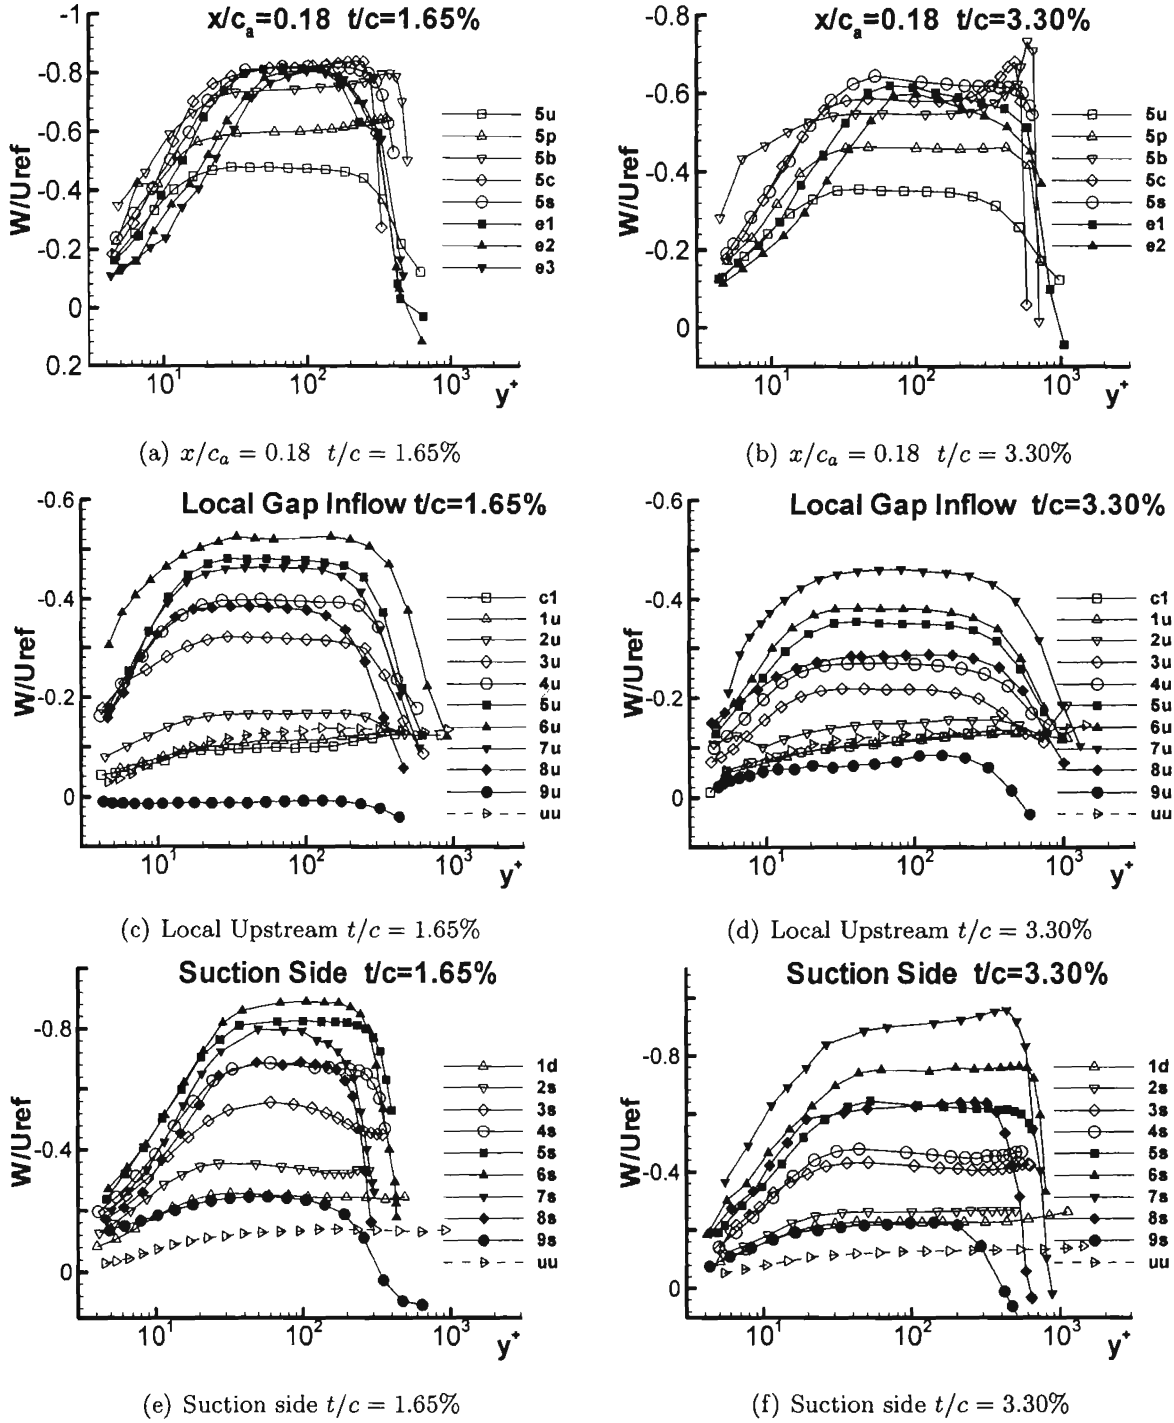 x/cₐ=0.18 t/c=1.65%
-1
-0.8
-0.6
-0.4
-0.2
0
0.2
W/Uref
10¹
10²
10³
y⁺
5u
5p
5b
5c
5s
e1
e2
e3
(a) x/cₐ = 0.18 t/c = 1.65%
x/cₐ=0.18 t/c=3.30%
-0.8
-0.6
-0.4
-0.2
0
W/Uref
10¹
10²
10³
y⁺
5u
5p
5b
5c
5s
e1
e2
(b) x/cₐ = 0.18 t/c = 3.30%
Local Gap Inflow t/c=1.65%
-0.6
-0.4
-0.2
0
W/Uref
10¹
10²
10³
y⁺
c1
1u
2u
3u
4u
5u
6u
7u
8u
9u
uu
(c) Local Upstream t/c = 1.65%
Local Gap Inflow t/c=3.30%
-0.6
-0.4
-0.2
0
W/Uref
10¹
10²
10³
y⁺
c1
1u
2u
3u
4u
5u
6u
7u
8u
9u
uu
(d) Local Upstream t/c = 3.30%
Suction Side t/c=1.65%
-0.8
-0.4
0
W/Uref
10¹
10²
10³
y⁺
1d
2s
3s
4s
5s
6s
7s
8s
9s
uu
(e) Suction side t/c = 1.65%
Suction Side t/c=3.30%
-0.8
-0.4
0
W/Uref
10¹
10²
10³
y⁺
1d
2s
3s
4s
5s
6s
7s
8s
9s
uu
(f) Suction side t/c = 3.30%